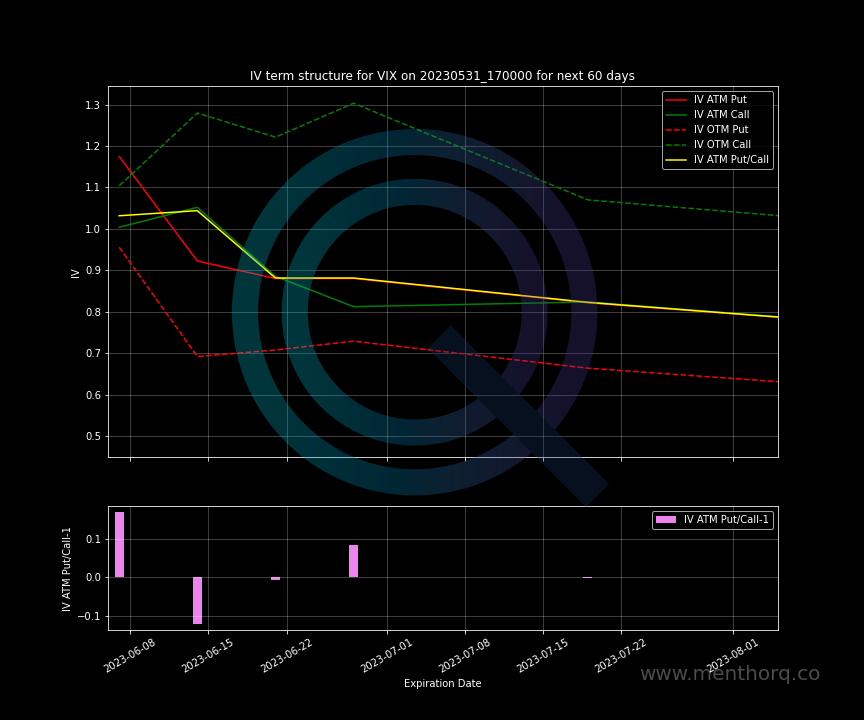 IV term structure for VIX on 20230531_170000 for next 60 days
IV ATM Put
IV ATM Call
IV OTM Put
IV OTM Call
IV ATM Put/Call
1.3
1.2
1.1
1.0
0.9
0.8
0.7
0.6
0.5
IV
IV ATM Put/Call-1
0.1
0.0
−0.1
IV ATM Put/Call-1
2023-06-08
2023-06-15
2023-06-22
2023-07-01
2023-07-08
2023-07-15
2023-07-22
2023-08-01
Expiration Date
www.menthorq.co